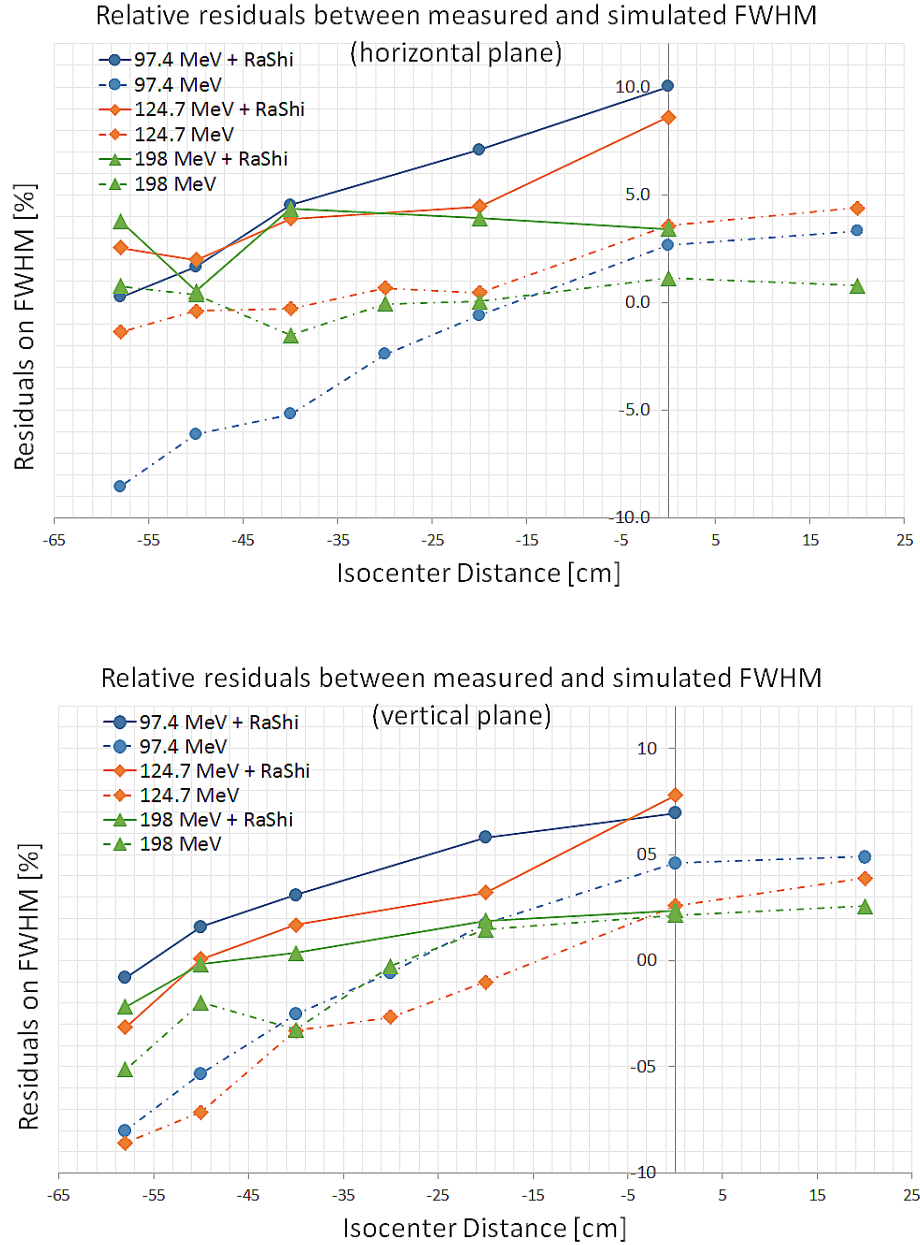 Relative residuals between measured and simulated FWHM
(horizontal plane)
97.4 MeV + RaShi
97.4 MeV
124.7 MeV + RaShi
124.7 MeV
198 MeV + RaShi
198 MeV
10.0
5.0
0.0
-5.0
-10.0
Residuals on FWHM [%]
-65 -55 -45 -35 -25 -15 -5 5 15 25
Isocenter Distance [cm]
Relative residuals between measured and simulated FWHM
(vertical plane)
97.4 MeV + RaShi
97.4 MeV
124.7 MeV + RaShi
124.7 MeV
198 MeV + RaShi
198 MeV
10
05
00
-05
-10
Residuals on FWHM [%]
-65 -55 -45 -35 -25 -15 -5 5 15 25
Isocenter Distance [cm]